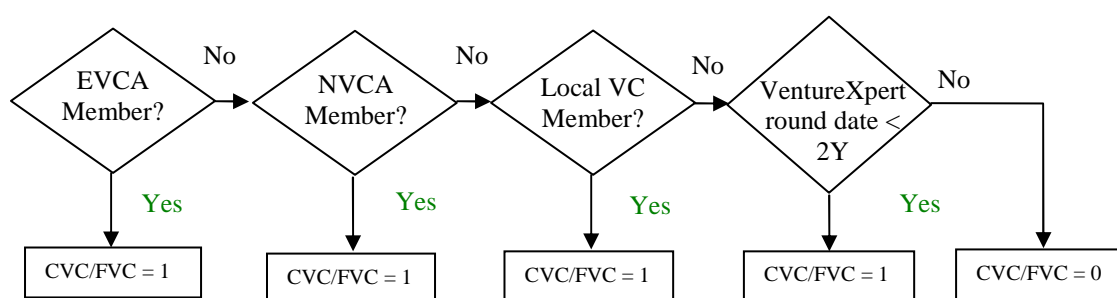 EVCA
Member?
No
NVCA
Member?
No
Local VC
Member?
No
VentureXpert
round date <
2Y
No
Yes
Yes
Yes
Yes
CVC/FVC = 1
CVC/FVC = 1
CVC/FVC = 1
CVC/FVC = 1
CVC/FVC = 0